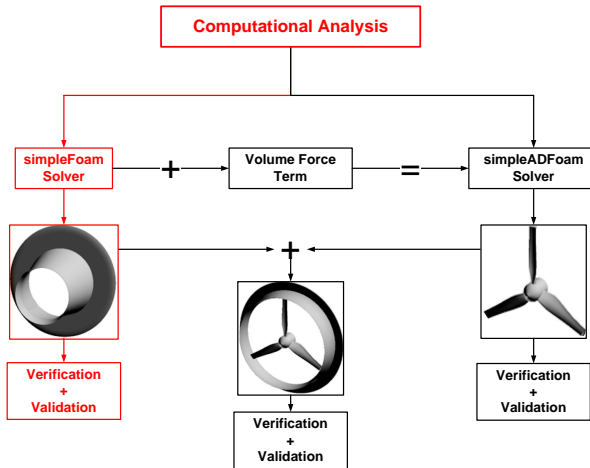 Computational Analysis
simpleFoam
Solver
+
Volume Force
Term
=
simpleADFoam
Solver
+
Verification
+
Validation
Verification
+
Validation
Verification
+
Validation